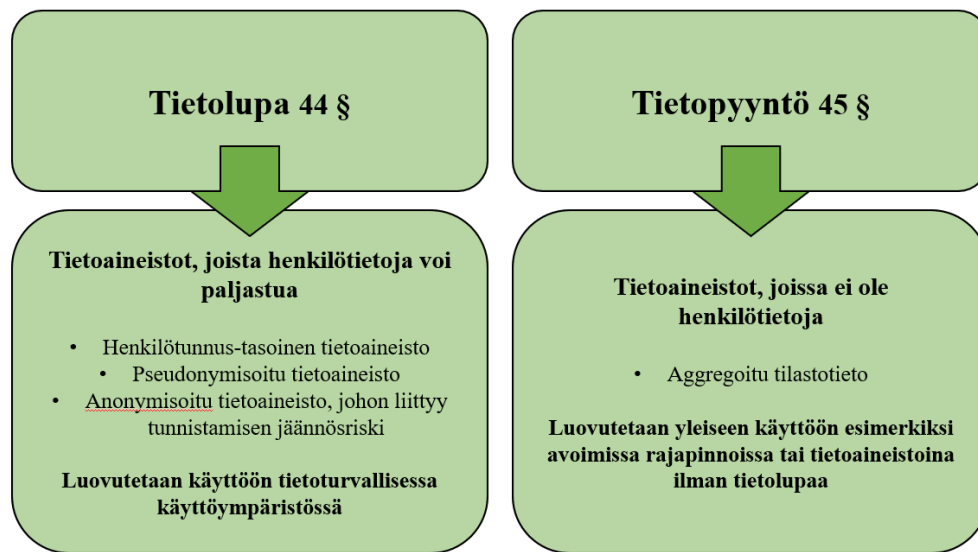 Tietolupa 44 §
Tietoaineistot, joista henkilötietoja voi
paljastua
• Henkilötunnus-tasoinen tietoaineisto
• Pseudonymisoitu tietoaineisto
• Anonymisoitu tietoaineisto, johon liittyy
tunnistamisen jäännösriski
Luovutetaan käyttöön tietoturvallisessa
käyttöympäristössä
Tietopyyntö 45 §
Tietoaineistot, joissa ei ole
henkilötietoja
• Aggregoitu tilastotieto
Luovutetaan yleiseen käyttöön esimerkiksi
avoimissa rajapinnoissa tai tietoaineistoina
ilman tietolupaa